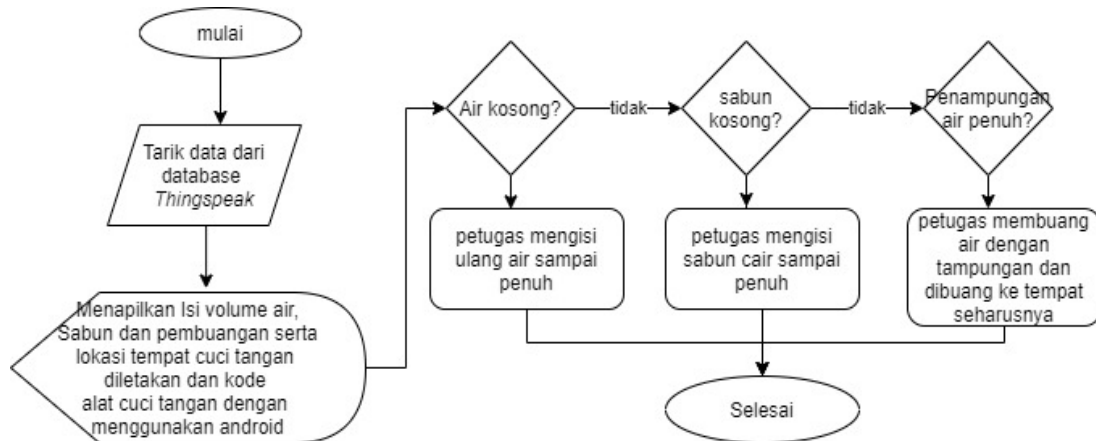 mulai
Tarik data dari
database
Thingspeak
Menapilkan Isi volume air,
Sabun dan pembuangan serta
lokasi tempat cuci tangan
diletakan dan kode
alat cuci tangan dengan
menggunakan android
Air kosong?
tidak
sabun
kosong?
tidak
Penampungan
air penuh?
petugas mengisi
ulang air sampai
penuh
petugas mengisi
sabun cair sampai
penuh
petugas membuang
air dengan
tampungan dan
dibuang ke tempat
seharusnya
Selesai